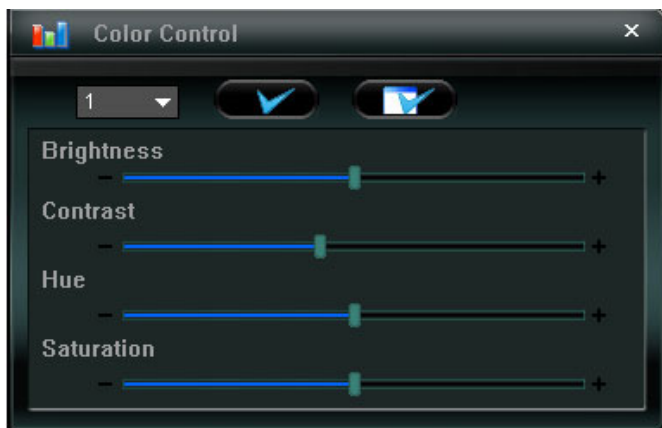 Color Control
1
Brightness
- +
Contrast
- +
Hue
- +
Saturation
- +